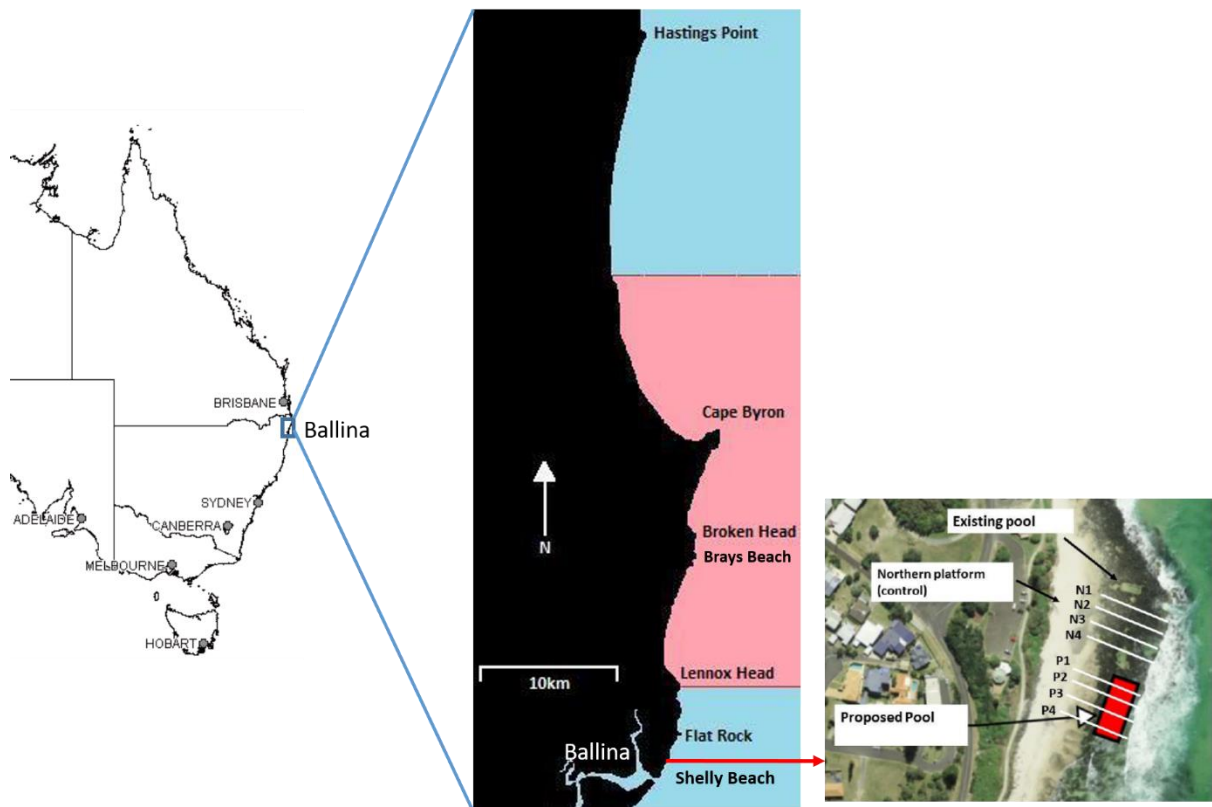 BRISBANE
Ballina
SYDNEY
ADELAIDE
CANBERRA
MELBOURNE
HOBART
Hastings Point
Cape Byron
N
Broken Head
Brays Beach
10km
Lennox Head
Flat Rock
Ballina
Shelly Beach
Existing pool
Northern platform
(control)
N1
N2
N3
N4
P1
P2
P3
P4
Proposed Pool